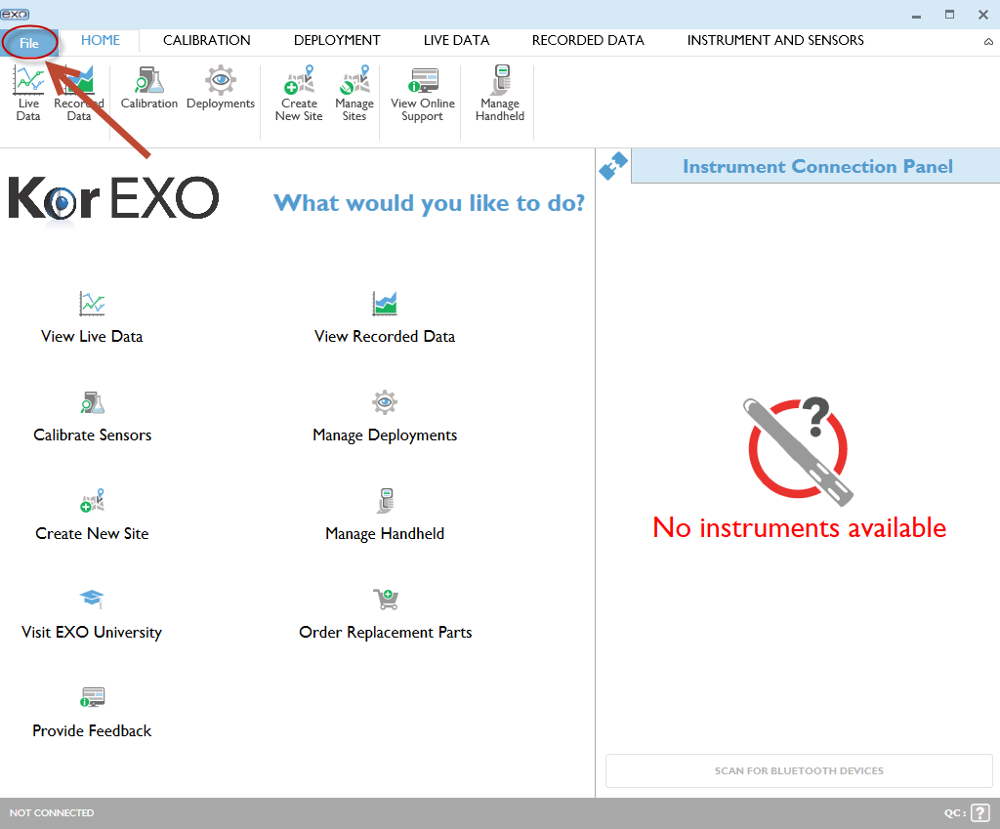 exo
File HOME CALIBRATION DEPLOYMENT LIVE DATA RECORDED DATA INSTRUMENT AND SENSORS
Live Data
Recorded Data
Calibration
Deployments
Create New Site
Manage Sites
View Online Support
Manage Handheld
Kor EXO
What would you like to do?
Instrument Connection Panel
View Live Data
View Recorded Data
Calibrate Sensors
Manage Deployments
Create New Site
Manage Handheld
Visit EXO University
Order Replacement Parts
Provide Feedback
?
No instruments available
SCAN FOR BLUETOOTH DEVICES
NOT CONNECTED
QC : ?